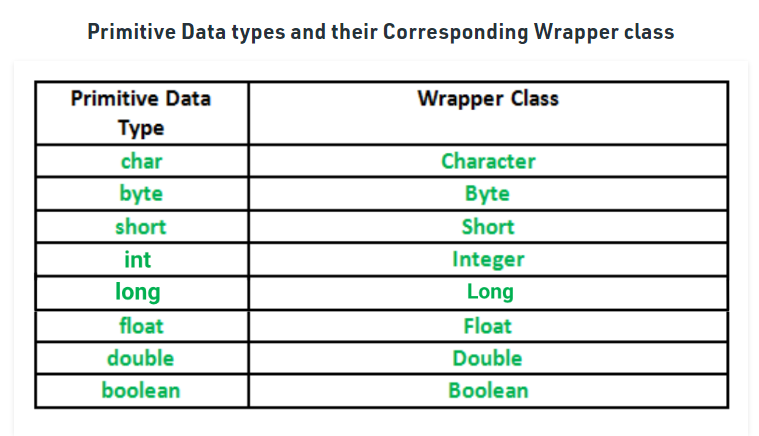 Primitive Data types and their Corresponding Wrapper class
Primitive Data Type Wrapper Class
char Character
byte Byte
short Short
int Integer
long Long
float Float
double Double
boolean Boolean